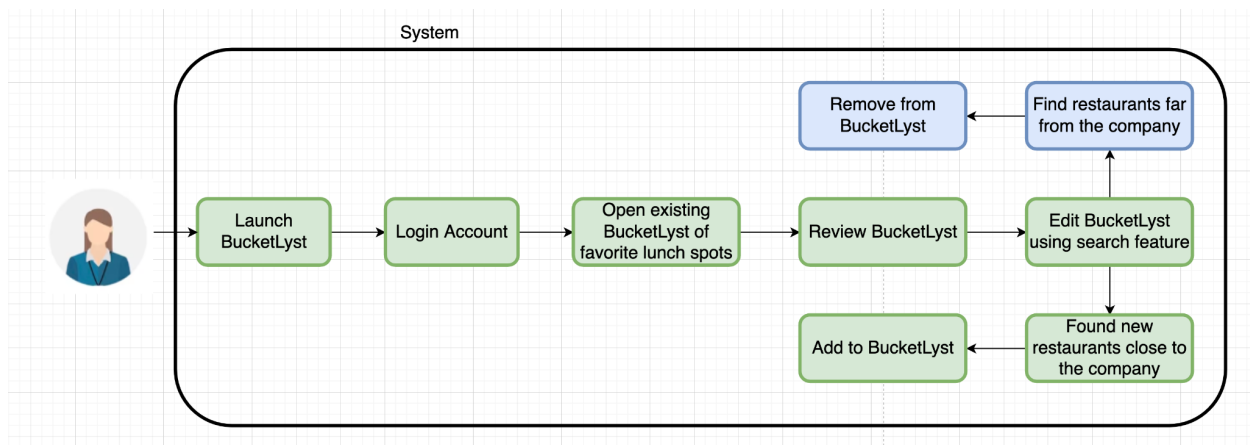 System
Remove from
BucketLyst
Find restaurants far
from the company
Launch
BucketLyst
Login Account
Open existing
BucketLyst of
favorite lunch spots
Review BucketLyst
Edit BucketLyst
using search feature
Add to BucketLyst
Found new
restaurants close to
the company